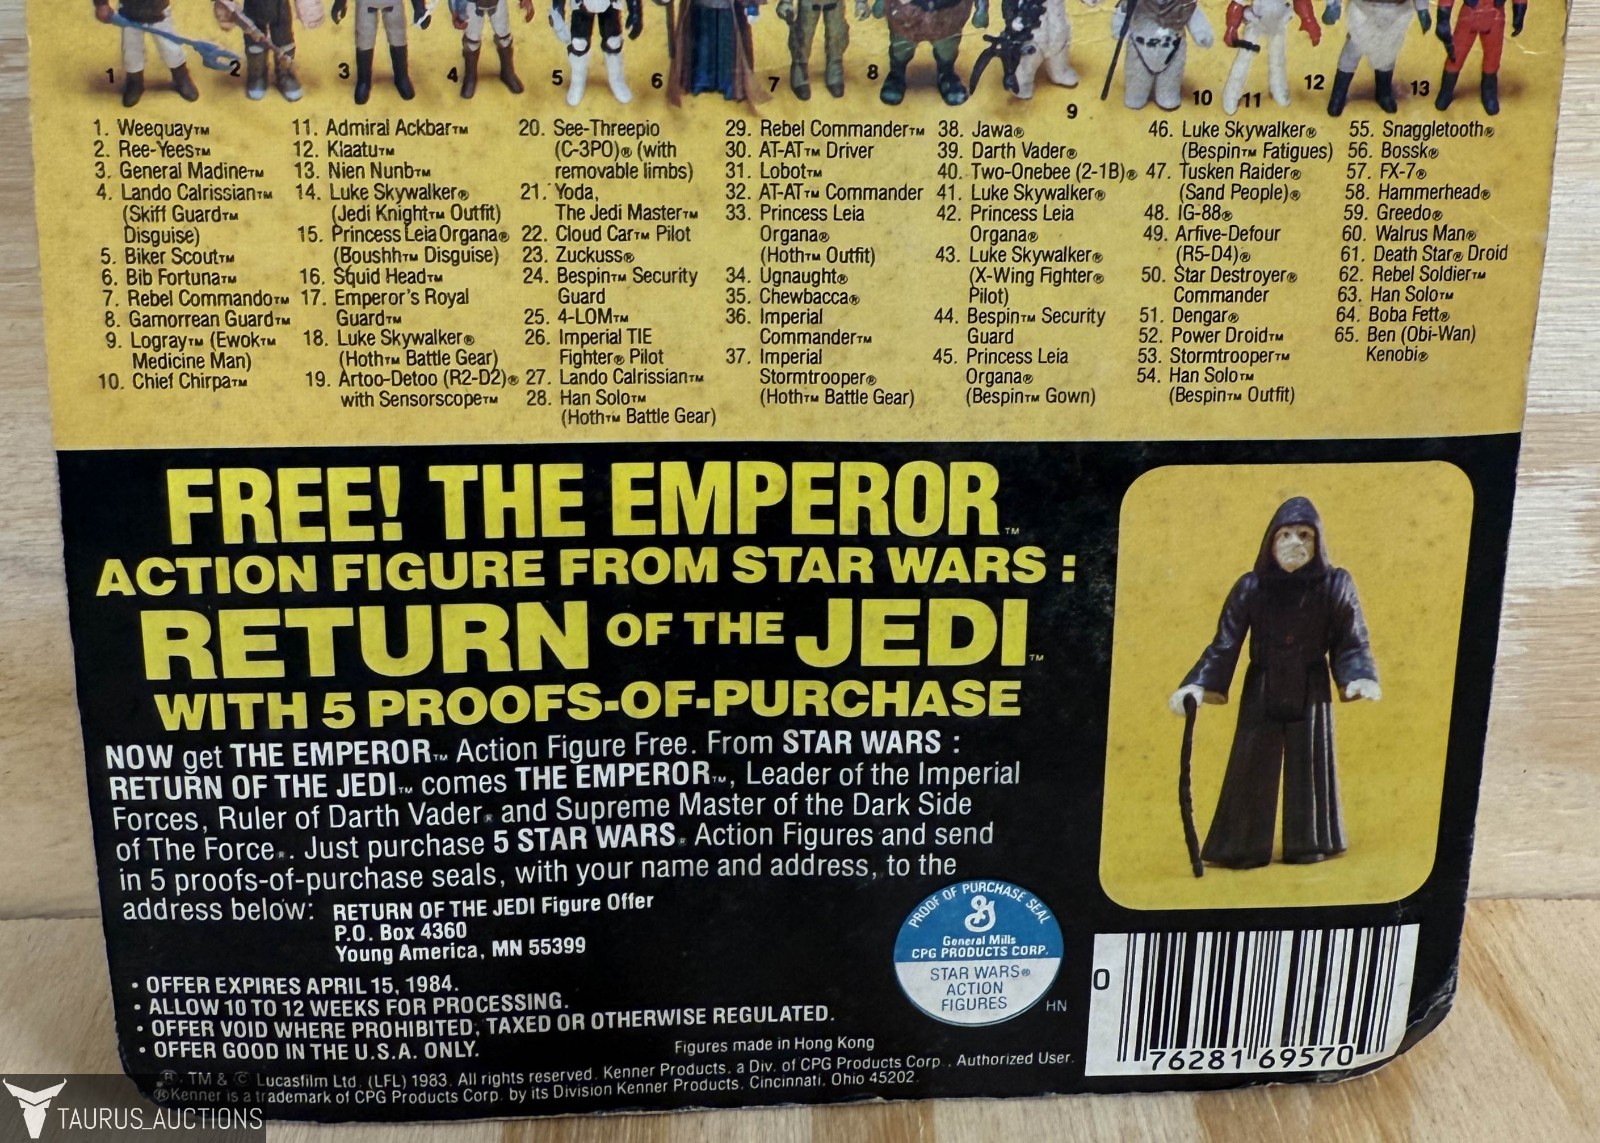 1 2 3 4 5 6 7 8 9 10 11 12 13
1. Weequay™
2. Ree-Yees™
3. General Madine™
4. Lando Calrissian™
(Skiff Guard™
Disguise)
5. Biker Scout™
6. Bib Fortuna™
7. Rebel Commando™
8. Gamorrean Guard™
9. Logray™ (Ewok™
Medicine Man)
10. Chief Chirpa™
11. Admiral Ackbar™
12. Klaatu™
13. Nien Nunb™
14. Luke Skywalker®
(Jedi Knight™ Outfit)
15. Princess Leia Organa®
(Boushh™ Disguise)
16. Squid Head™
17. Emperor's Royal
Guard™
18. Luke Skywalker®
(Hoth™ Battle Gear)
19. Artoo-Detoo (R2-D2)®
with Sensorscope™
20. See-Threepio
(C-3PO)® (with
removable limbs)
21. Yoda,
The Jedi Master™
22. Cloud Car™ Pilot
23. Zuckuss®
24. Bespin™ Security
Guard
25. 4-LOM™
26. Imperial TIE
Fighter® Pilot
27. Lando Calrissian™
28. Han Solo™
(Hoth™ Battle Gear)
29. Rebel Commander™
30. AT-AT™ Driver
31. Lobot™
32. AT-AT™ Commander
33. Princess Leia
Organa®
(Hoth™ Outfit)
34. Ugnaught®
35. Chewbacca®
36. Imperial
Commander™
37. Imperial
Stormtrooper®
(Hoth™ Battle Gear)
38. Jawa®
39. Darth Vader®
40. Two-Onebee (2-1B)®
41. Luke Skywalker®
42. Princess Leia
Organa®
43. Luke Skywalker®
(X-Wing Fighter®
Pilot)
44. Bespin™ Security
Guard
45. Princess Leia
Organa®
(Bespin™ Gown)
46. Luke Skywalker®
(Bespin™ Fatigues)
47. Tusken Raider®
(Sand People)®
48. IG-88®
49. Arfive-Defour
(R5-D4)®
50. Star Destroyer®
Commander
51. Dengar®
52. Power Droid™
53. Stormtrooper™
54. Han Solo™
(Bespin™ Outfit)
55. Snaggletooth®
56. Bossk®
57. FX-7®
58. Hammerhead®
59. Greedo®
60. Walrus Man®
61. Death Star® Droid
62. Rebel Soldier™
63. Han Solo™
64. Boba Fett®
65. Ben (Obi-Wan)
Kenobi®
FREE! THE EMPEROR™
ACTION FIGURE FROM STAR WARS :
RETURN OF THE JEDI™
WITH 5 PROOFS-OF-PURCHASE
NOW get THE EMPEROR™ Action Figure Free. From STAR WARS :
RETURN OF THE JEDI™ comes THE EMPEROR™, Leader of the Imperial
Forces, Ruler of Darth Vader® and Supreme Master of the Dark Side
of The Force®. Just purchase 5 STAR WARS® Action Figures and send
in 5 proofs-of-purchase seals, with your name and address, to the
address below:
RETURN OF THE JEDI Figure Offer
P.O. Box 4360
Young America, MN 55399
• OFFER EXPIRES APRIL 15, 1984.
• ALLOW 10 TO 12 WEEKS FOR PROCESSING.
• OFFER VOID WHERE PROHIBITED, TAXED OR OTHERWISE REGULATED.
• OFFER GOOD IN THE U.S.A. ONLY.
PROOF OF PURCHASE SEAL
G
General Mills
CPG PRODUCTS CORP.
STAR WARS®
ACTION
FIGURES
HN
0 76281 69570
Figures made in Hong Kong
®, TM & © Lucasfilm Ltd. (LFL) 1983. All rights reserved. Kenner Products, a Div. of CPG Products Corp., Authorized User.
®Kenner is a trademark of CPG Products Corp. by its Division Kenner Products, Cincinnati, Ohio 45202.
TAURUS_AUCTIONS